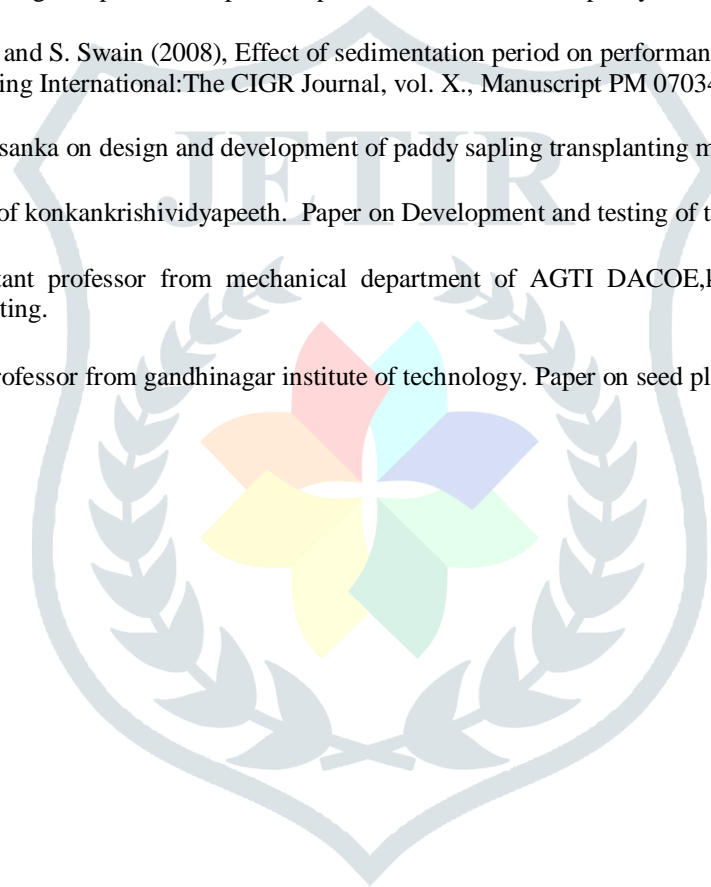 and S. Swain (2008), Effect of sedimentation period on performan
ing International:The CIGR Journal, vol. X., Manuscript PM 07034
sanka on design and development of paddy sapling transplanting m
JETIR
of konkankrishividyapeeth. Paper on Development and testing of t
tant professor from mechanical department of AGTI DACOE,k
ting.
rofessor from gandhinagar institute of technology. Paper on seed pl